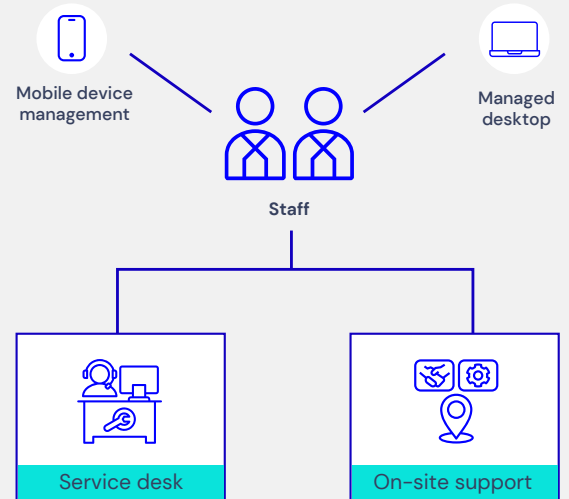 Mobile device
management
Managed
desktop
Staff
Service desk
On-site support